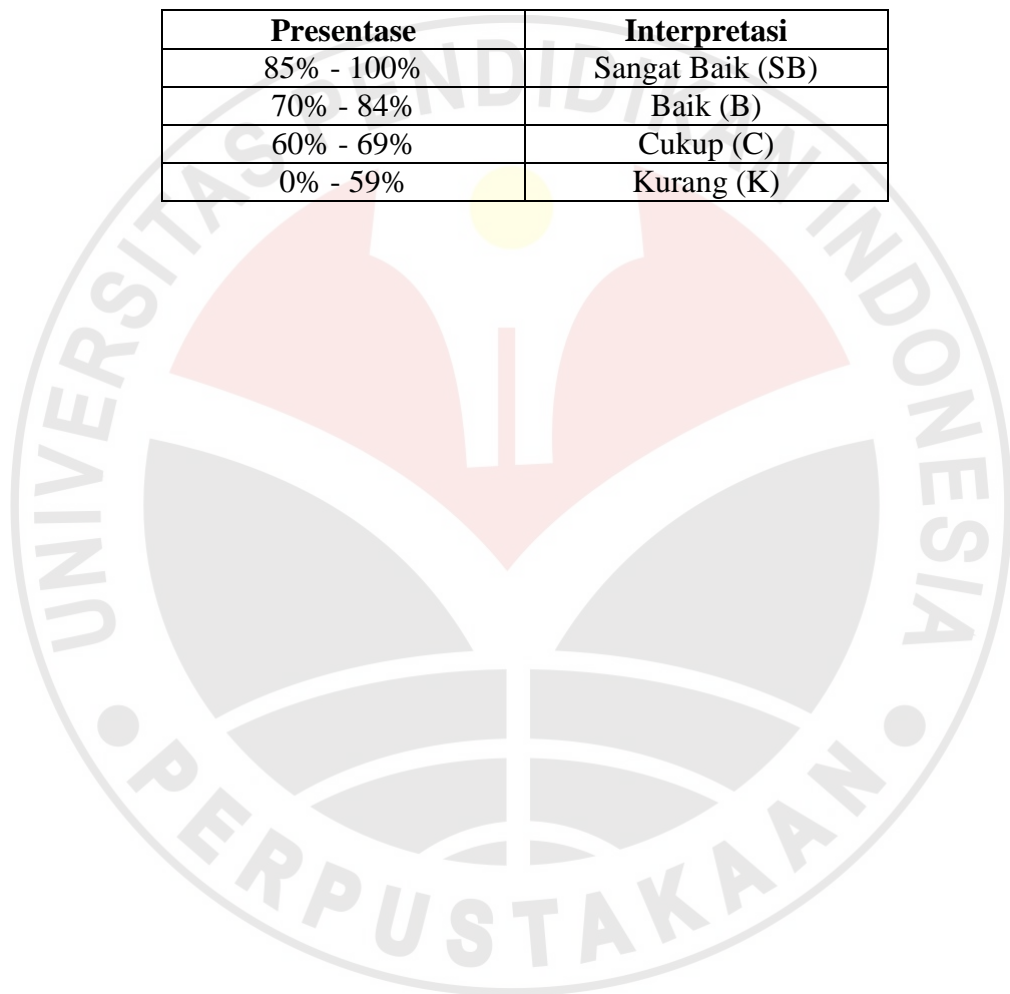 Presentase Interpretasi
85% - 100% Sangat Baik (SB)
70% - 84% Baik (B)
60% - 69% Cukup (C)
0% - 59% Kurang (K)
UNIVERSITAS PENDIDIKAN INDONESIA
PERPUSTAKAAN